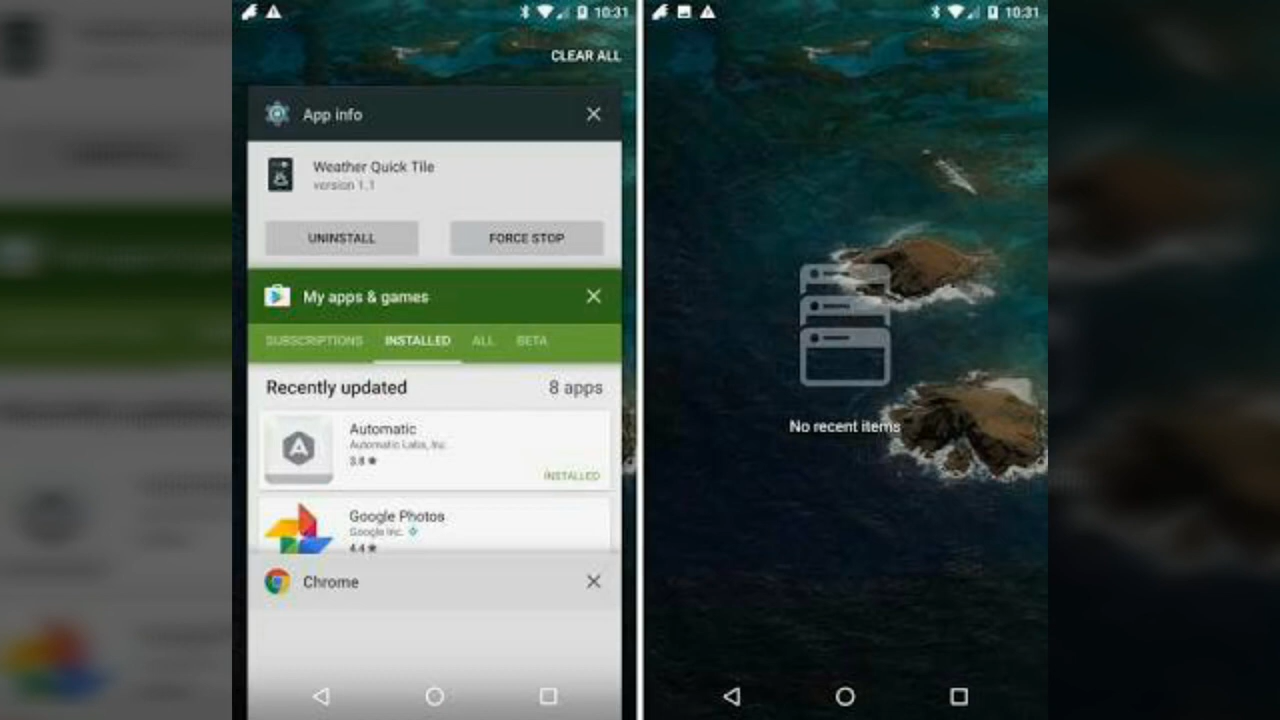 10:31
CLEAR ALL
App info
Weather Quick Tile
version 1.1
UNINSTALL
FORCE STOP
My apps & games
SUBSCRIPTIONS INSTALLED ALL BETA
Recently updated
8 apps
Automatic
Automatic Labs, Inc.
3.8★
INSTALLED
Google Photos
Google Inc.
4.4★
Chrome
10:31
No recent items